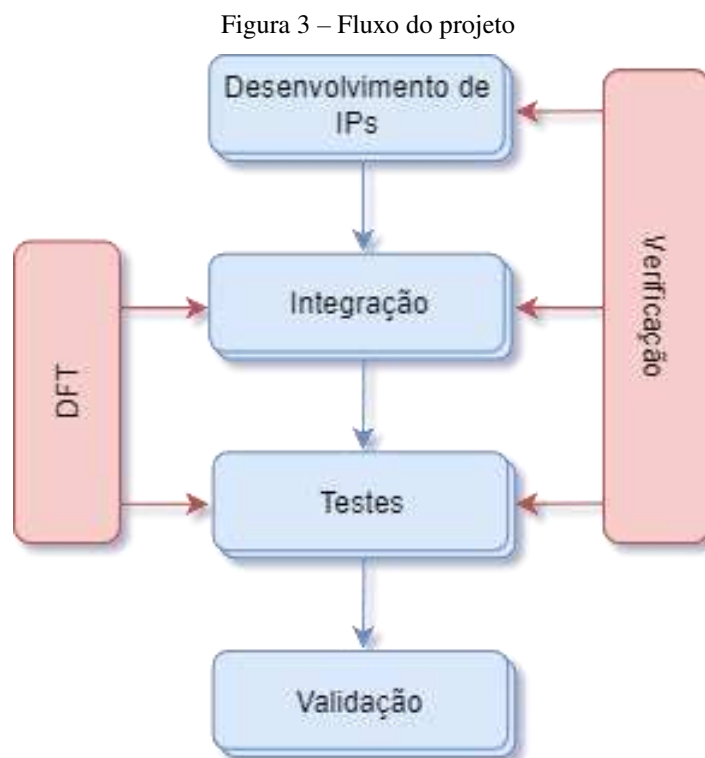 Figura 3 – Fluxo do projeto
Desenvolvimento de
IPs
Verificação
Integração
DFT
Testes
Validação